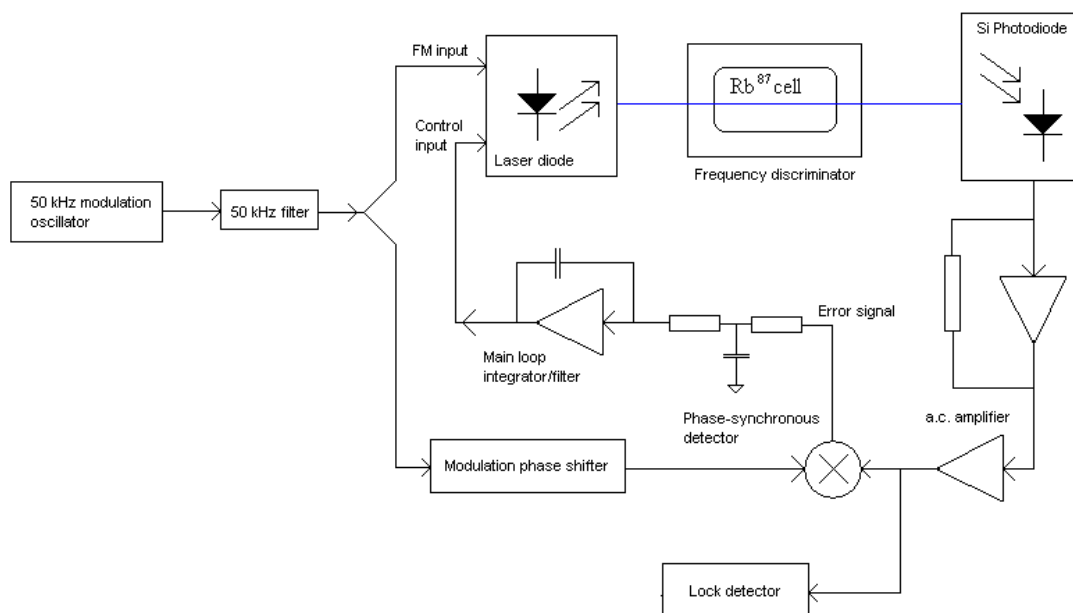 Si Photodiode
FM input
Rb87 cell
Control
input
Laser diode
Frequency discriminator
50 kHz modulation
oscillator
50 kHz filter
Error signal
Main loop
integrator/filter
Phase-synchronous
detector
a.c. amplifier
Modulation phase shifter
Lock detector